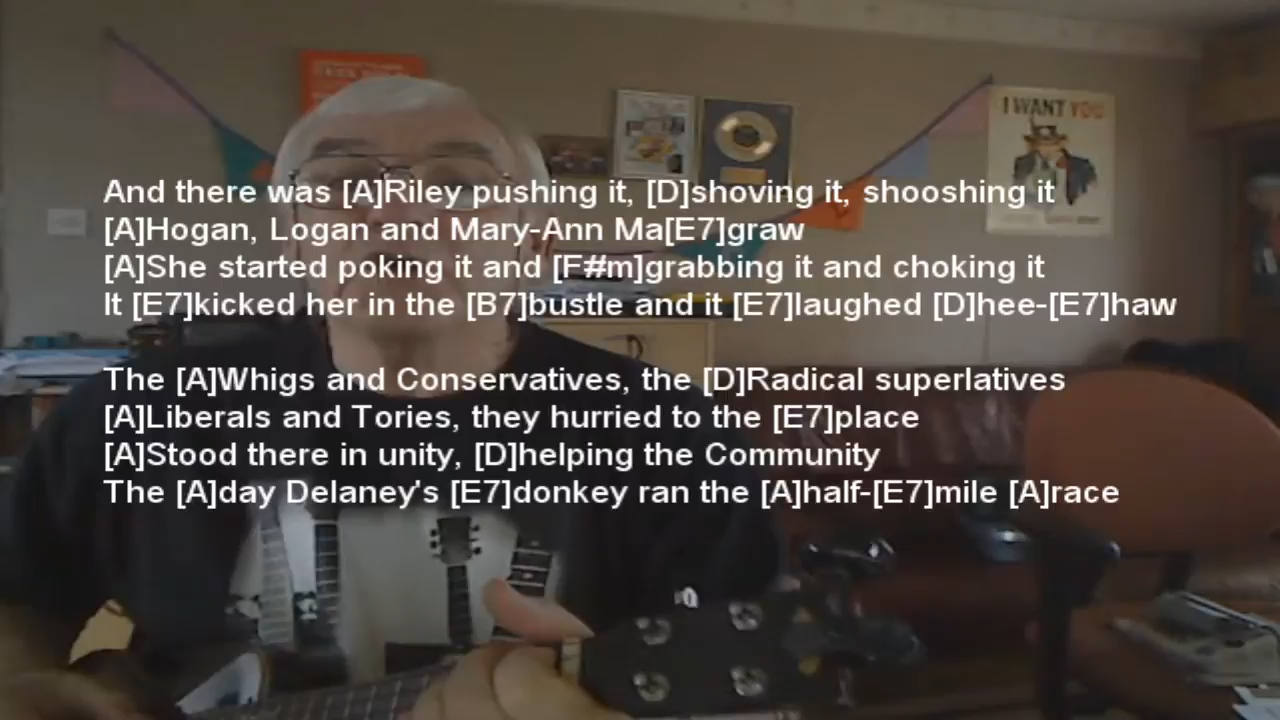 I WANT YOU
And there was [A]Riley pushing it, [D]shoving it, shooshing it
[A]Hogan, Logan and Mary-Ann Ma[E7]graw
[A]She started poking it and [F#m]grabbing it and choking it
It [E7]kicked her in the [B7]bustle and it [E7]laughed [D]hee-[E7]haw
The [A]Whigs and Conservatives, the [D]Radical superlatives
[A]Liberals and Tories, they hurried to the [E7]place
[A]Stood there in unity, [D]helping the Community
The [A]day Delaney's [E7]donkey ran the [A]half-[E7]mile [A]race